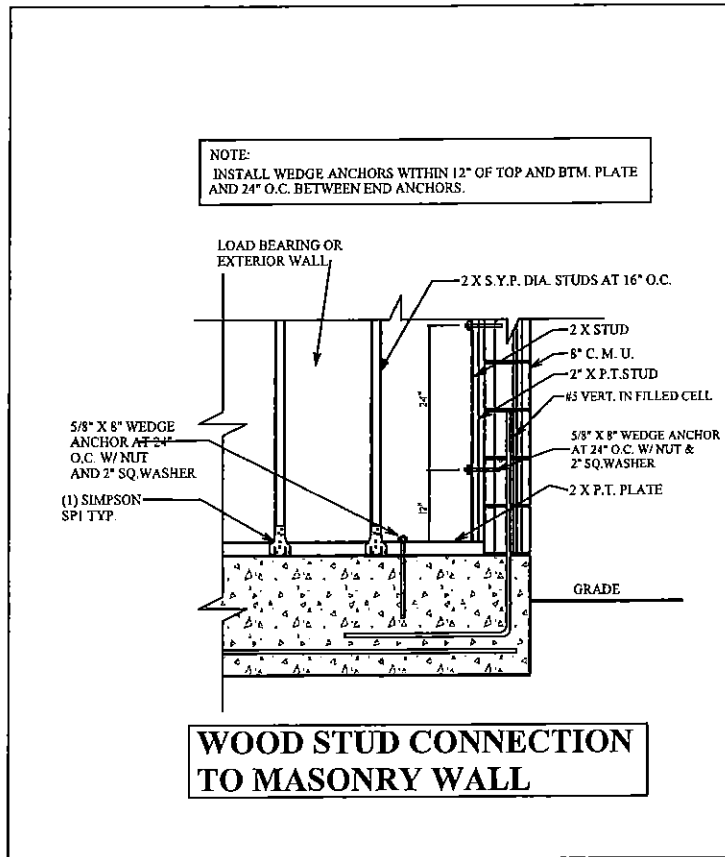 NOTE:
INSTALL WEDGE ANCHORS WITHIN 12" OF TOP AND BTM. PLATE
AND 24" O.C. BETWEEN END ANCHORS.
LOAD BEARING OR
EXTERIOR WALL
2 X S.Y.P. DIA. STUDS AT 16" O.C.
2 X STUD
8" C. M. U.
2" X P.T.STUD
#5 VERT. IN FILLED CELL
24"
5/8" X 8" WEDGE
ANCHOR AT 24"
O.C. W/ NUT
AND 2" SQ.WASHER
5/8" X 8" WEDGE ANCHOR
AT 24" O.C. W/ NUT &
2" SQ.WASHER
(1) SIMPSON
SP1 TYP.
12"
2 X P.T. PLATE
GRADE
WOOD STUD CONNECTION
TO MASONRY WALL